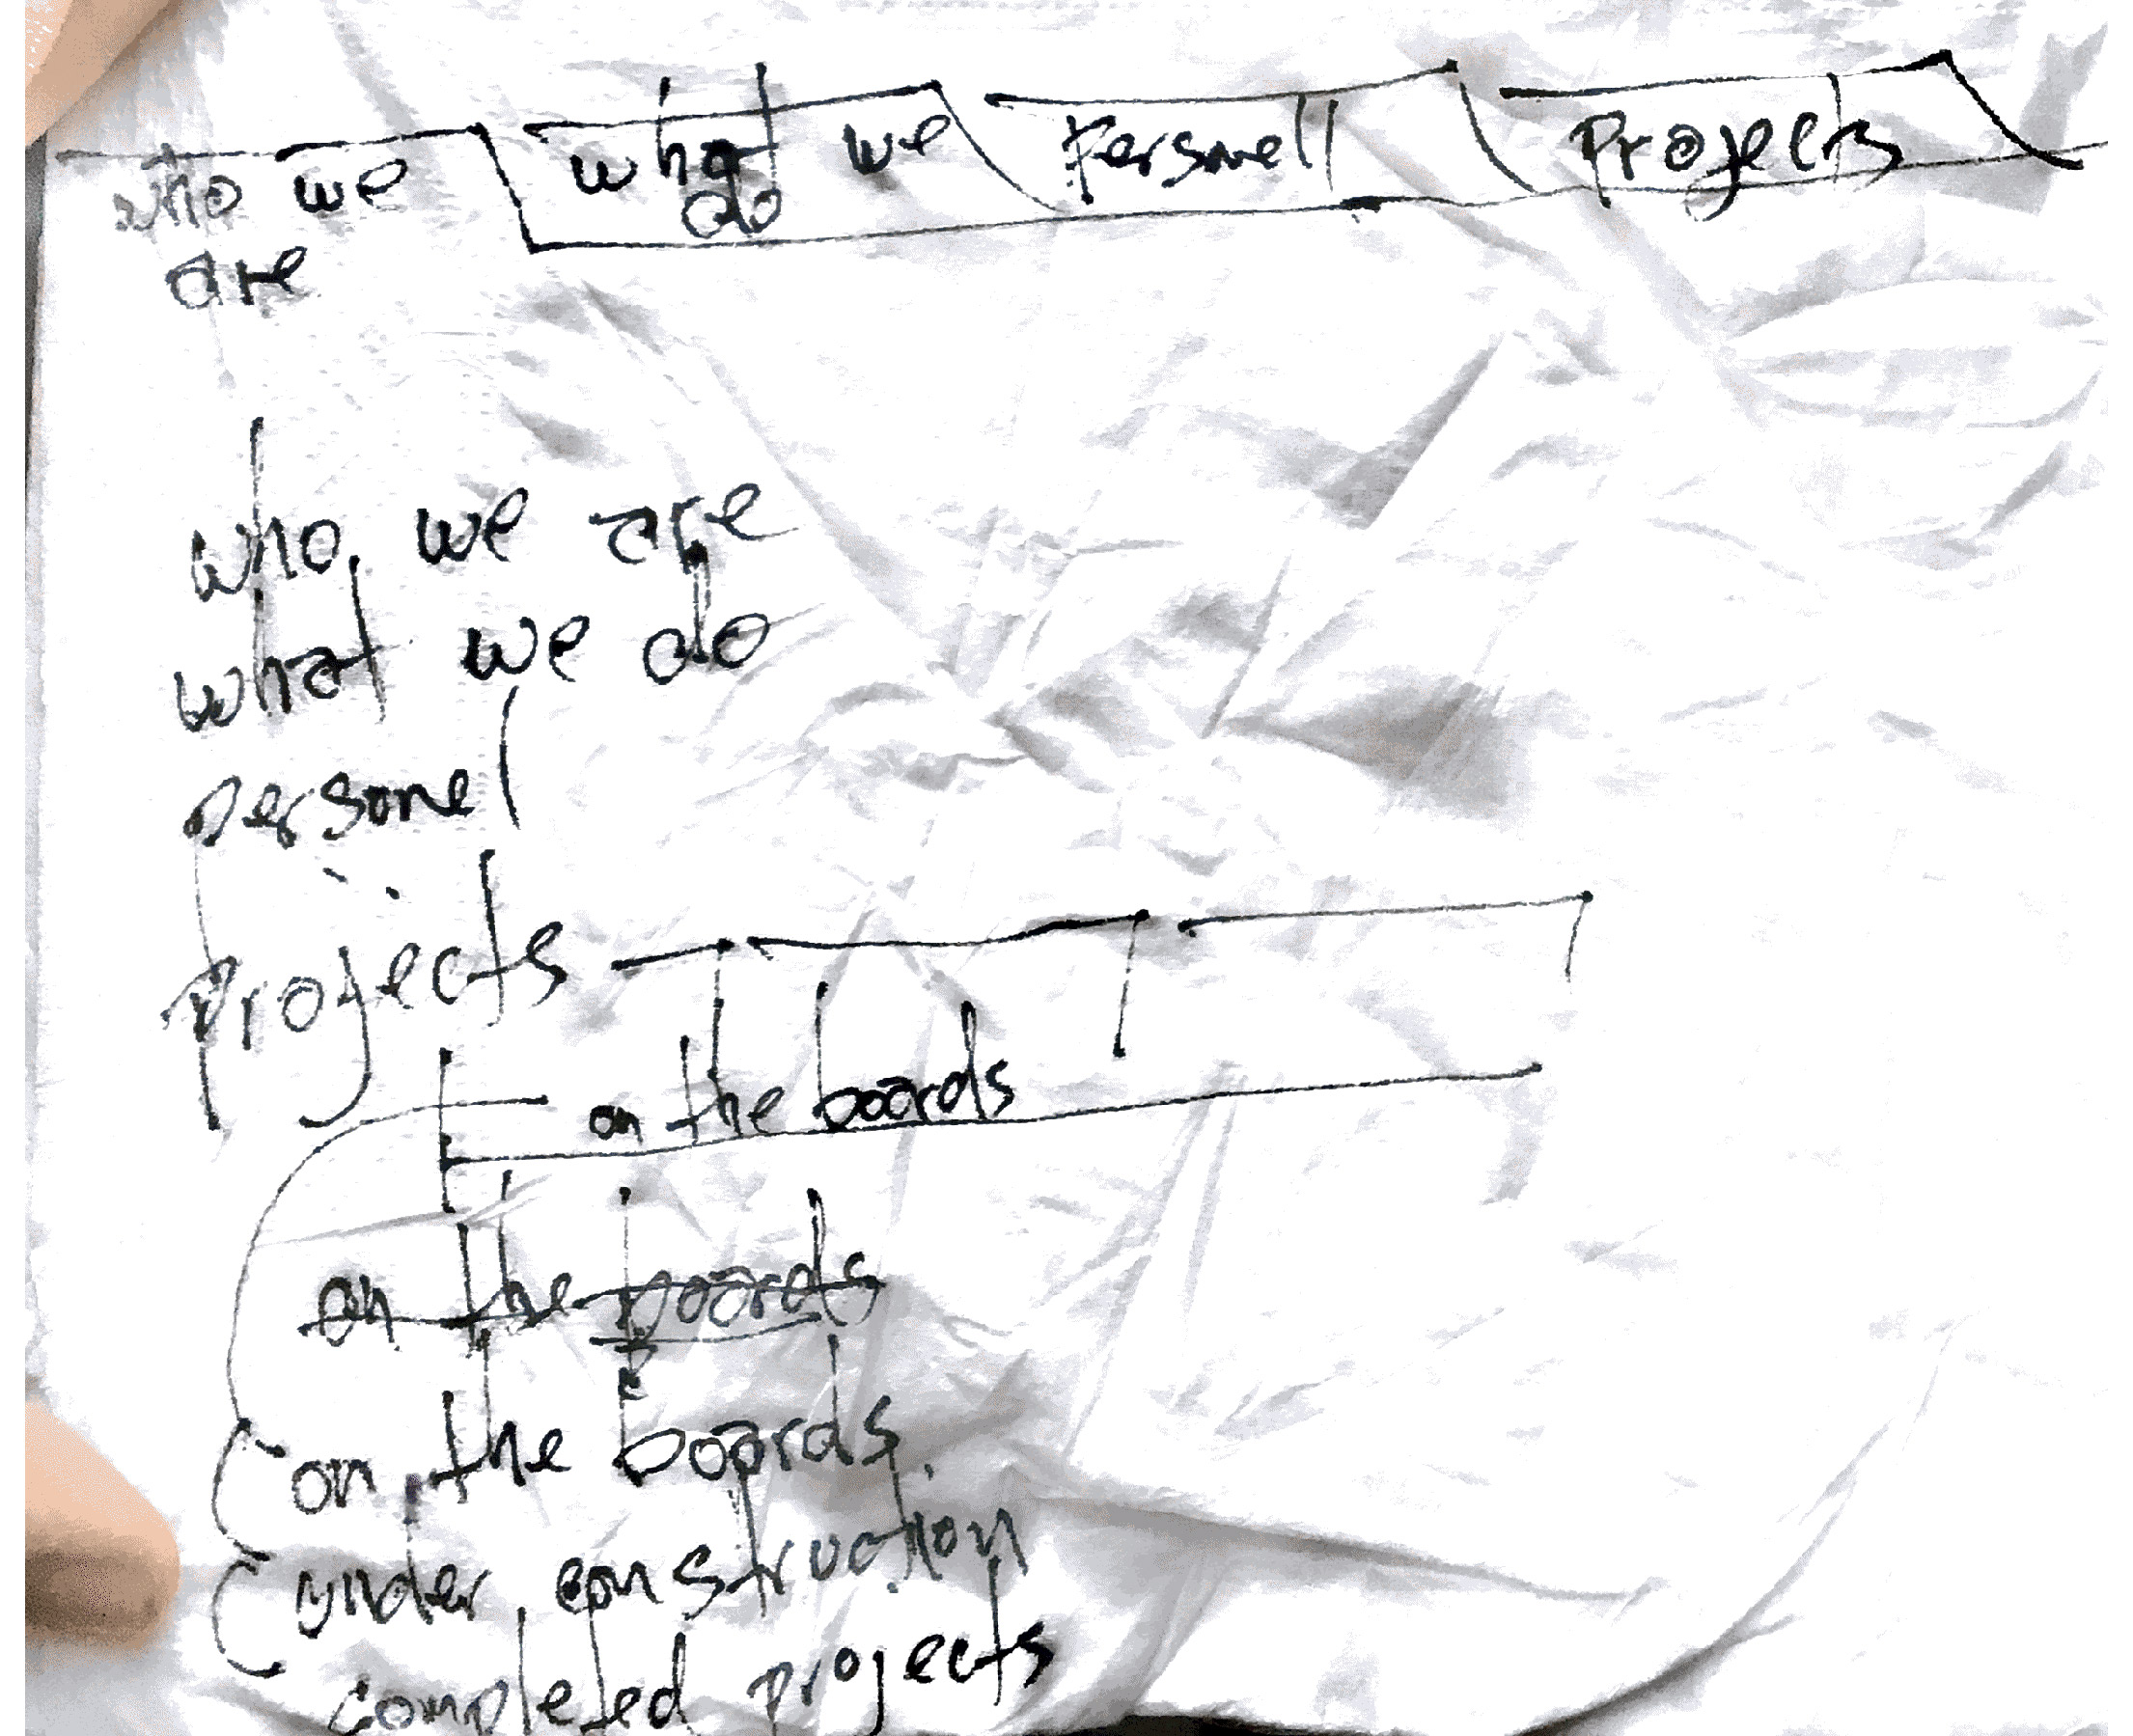 who we are
what we do
Personell
Projects
who we are
what we do
personel
projects
on the boards
on the boards
on the boards.
under construction
completed projects